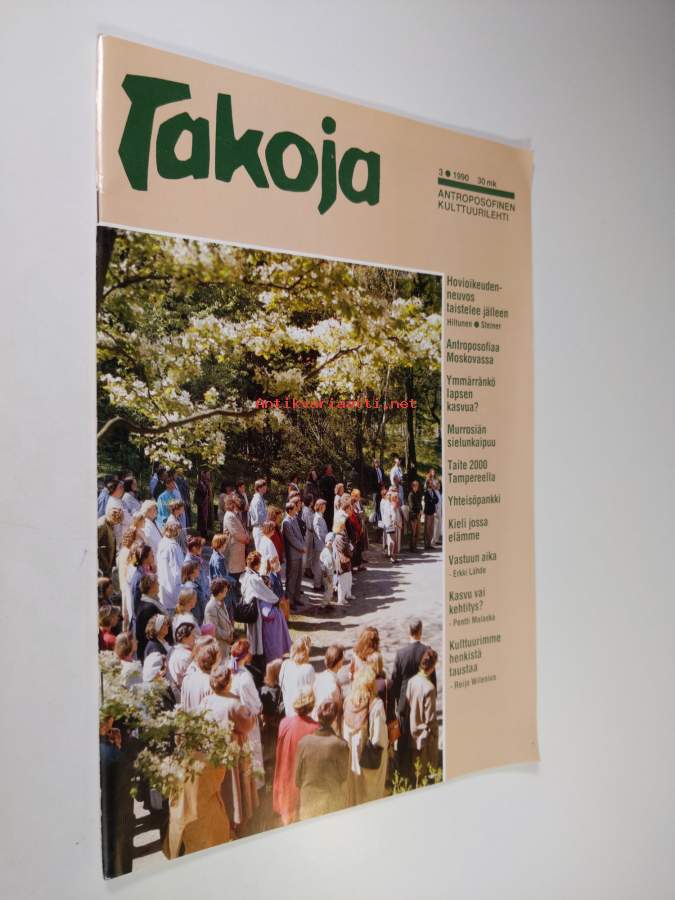 Takoja
3 ● 1990 30 mk
ANTROPOSOFINEN
KULTTUURILEHTI
Hovioikeuden-
neuvos
taistelee jälleen
Hiltunen ● Steiner
Antroposofiaa
Moskovassa
Ymmärränkö
lapsen
kasvua?
Murrosiän
sielunkaipuu
Taite 2000
Tampereella
Yhteisöpankki
Kieli jossa
elämme
Vastuun aika
- Erkki Lähde
Kasvu vai
kehitys?
- Pentti Malaska
Kulttuurimme
henkistä
taustaa
- Reijo Wilenius
Antikvariaatti.net